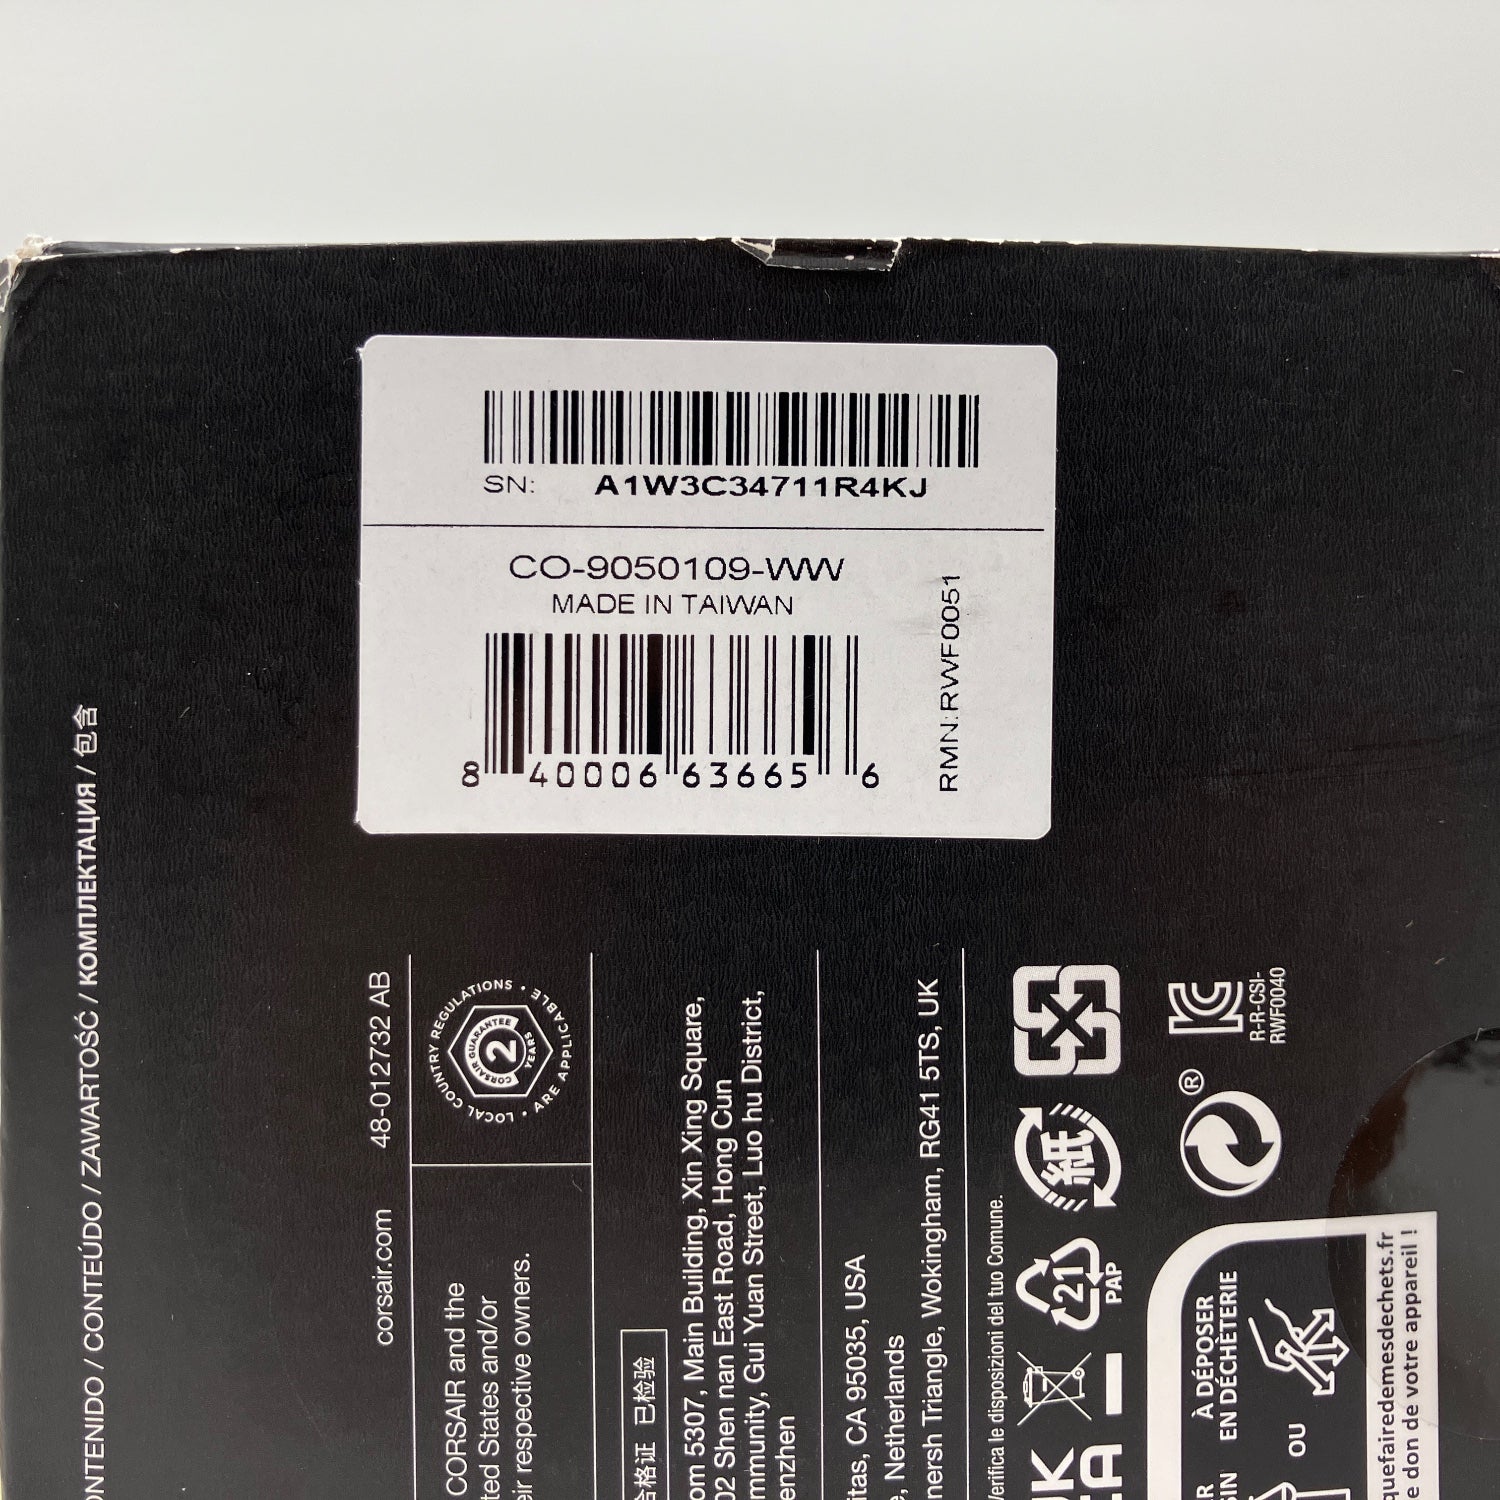 SN: A1W3C34711R4KJ
CO-9050109-WW
MADE IN TAIWAN
8 40006 63665 6
RMN:RWF0051
CONTENIDO / CONTEÚDO / ZAWARTOŚĆ / КОМПЛЕКТАЦИЯ / 包含
corsair.com 48-012732 AB
CORSAIR and the
ted States and/or
eir respective owners.
LOCAL COUNTRY REGULATIONS • ARE APPLICABLE •
CORSAIR GUARANTEE
2
YEARS
合格证 已检验
om 5307, Main Building, Xin Xing Square,
02 Shen nan East Road, Hong Cun
mmunity, Gui Yuan Street, Luo hu District,
enzhen
itas, CA 95035, USA
e, Netherlands
nersh Triangle, Wokingham, RG41 5TS, UK
Verifica le disposizioni del tuo Comune.
UK
CA
21
PAP
紙
R-R-CSI-
RWF0040
®
À DÉPOSER
EN DÉCHÈTERIE
OU
quefairedemesdechets.fr
e don de votre appareil !